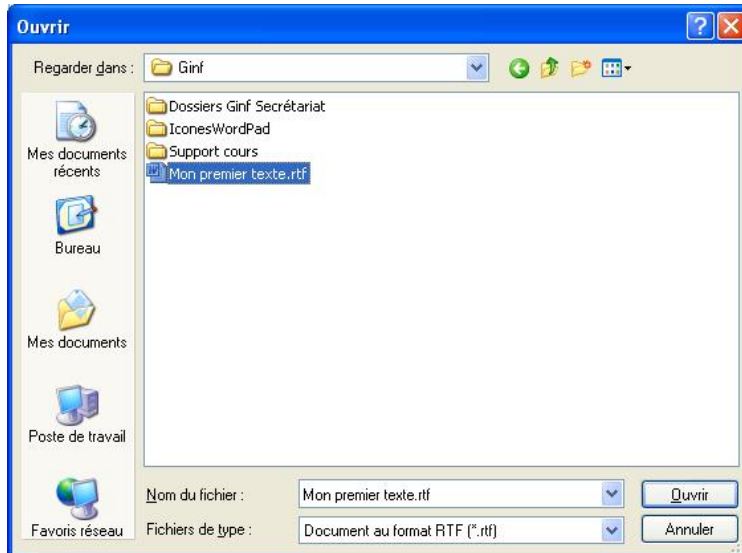 Ouvrir
Regarder dans :
Ginf
Dossiers Ginf Secrétariat
IconesWordPad
Support cours
Mon premier texte.rtf
Mes documents
récents
Bureau
Mes documents
Poste de travail
Favoris réseau
Nom du fichier :
Mon premier texte.rtf
Ouvrir
Fichiers de type :
Document au format RTF (*.rtf)
Annuler